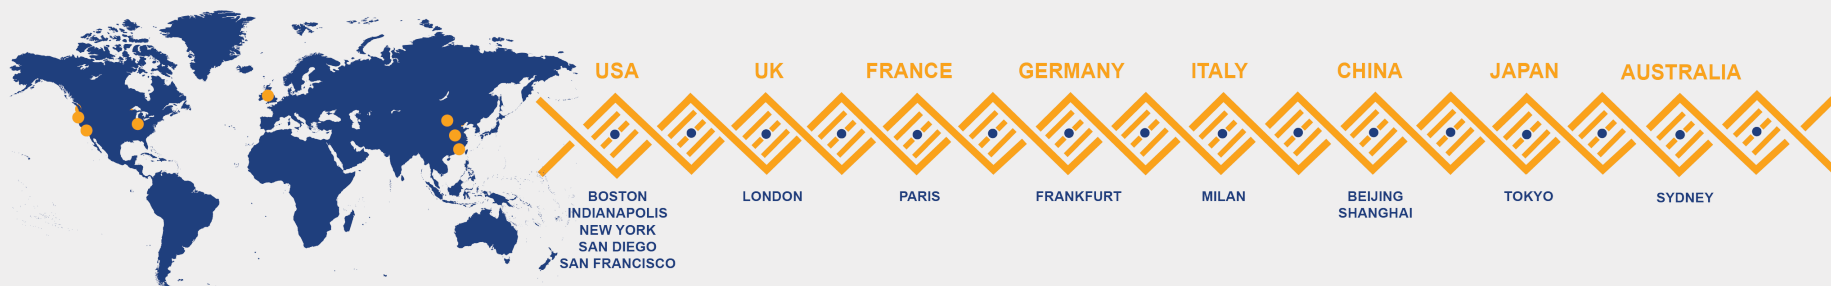 USA
UK
FRANCE
GERMANY
ITALY
CHINA
JAPAN
AUSTRALIA
BOSTON
INDIANAPOLIS
NEW YORK
SAN DIEGO
SAN FRANCISCO
LONDON
PARIS
FRANKFURT
MILAN
BEIJING
SHANGHAI
TOKYO
SYDNEY